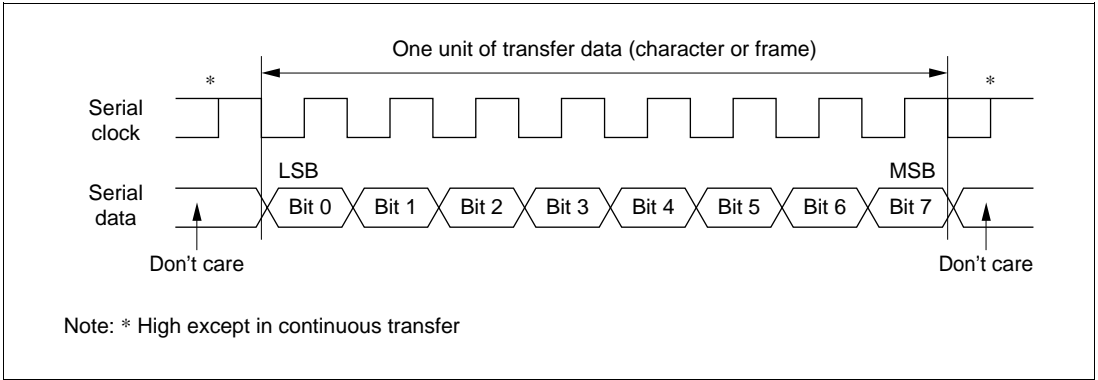 One unit of transfer data (character or frame)
* *
Serial
clock
LSB MSB
Serial
data
Bit 0 Bit 1 Bit 2 Bit 3 Bit 4 Bit 5 Bit 6 Bit 7
Don't care Don't care
Note: * High except in continuous transfer